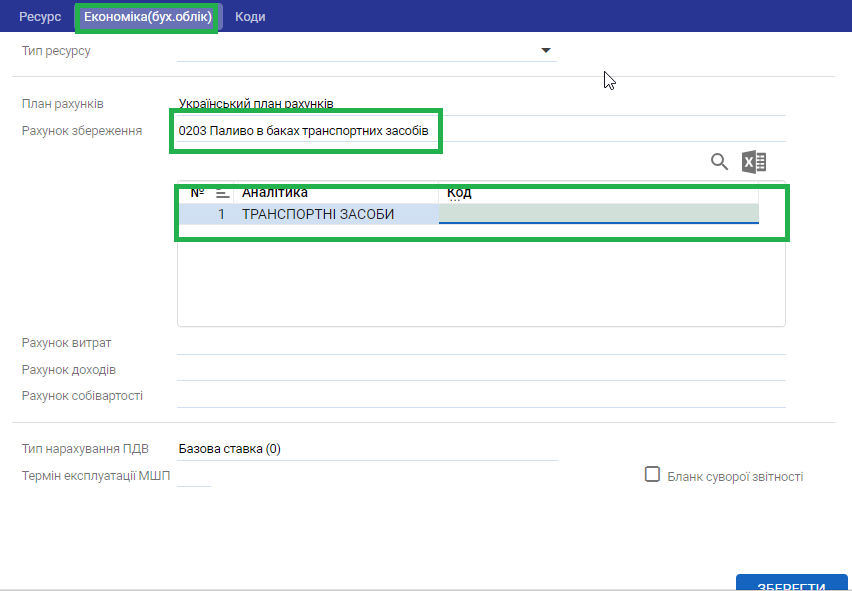 Ресурс Економіка(бух.облік) Коди
Тип ресурсу
План рахунків Український план рахунків
Рахунок збереження 0203 Паливо в баках транспортних засобів
№ Аналітика Код
1 ТРАНСПОРТНІ ЗАСОБИ
Рахунок витрат
Рахунок доходів
Рахунок собівартості
Тип нарахування ПДВ Базова ставка (0)
Термін експлуатації МШП Бланк суворої звітності
ЗБЕРЕГТИ